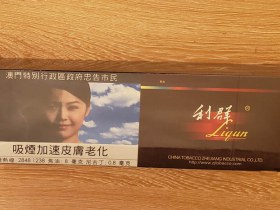 澳門特別行政區政府忠告市民
吸煙加速皮膚老化
利群
Liqun
CHINA TOBACCO ZHEJIANG INDUSTRIAL CO.,LTD